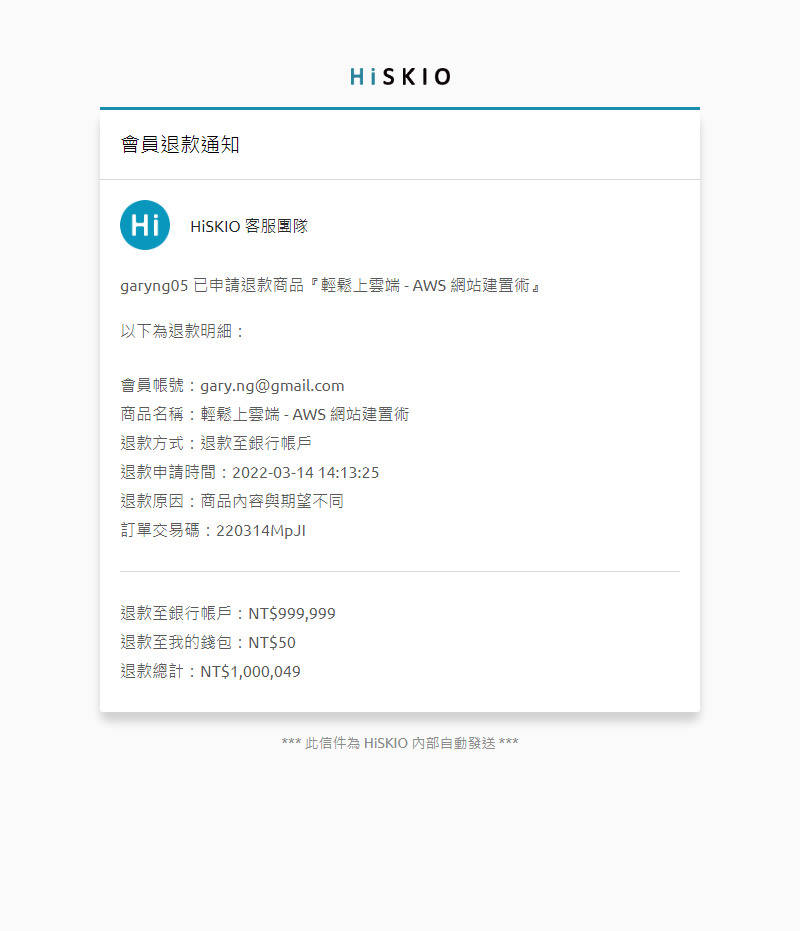 HiSKIO
會員退款通知
Hi
HiSKIO 客服團隊
garyng05 已申請退款商品『輕鬆上雲端 - AWS 網站建置術』
以下為退款明細：
會員帳號：gary.ng@gmail.com
商品名稱：輕鬆上雲端 - AWS 網站建置術
退款方式：退款至銀行帳戶
退款申請時間：2022-03-14 14:13:25
退款原因：商品內容與期望不同
訂單交易碼：220314MpJI
退款至銀行帳戶：NT$999,999
退款至我的錢包：NT$50
退款總計：NT$1,000,049
*** 此信件為 HiSKIO 內部自動發送 ***